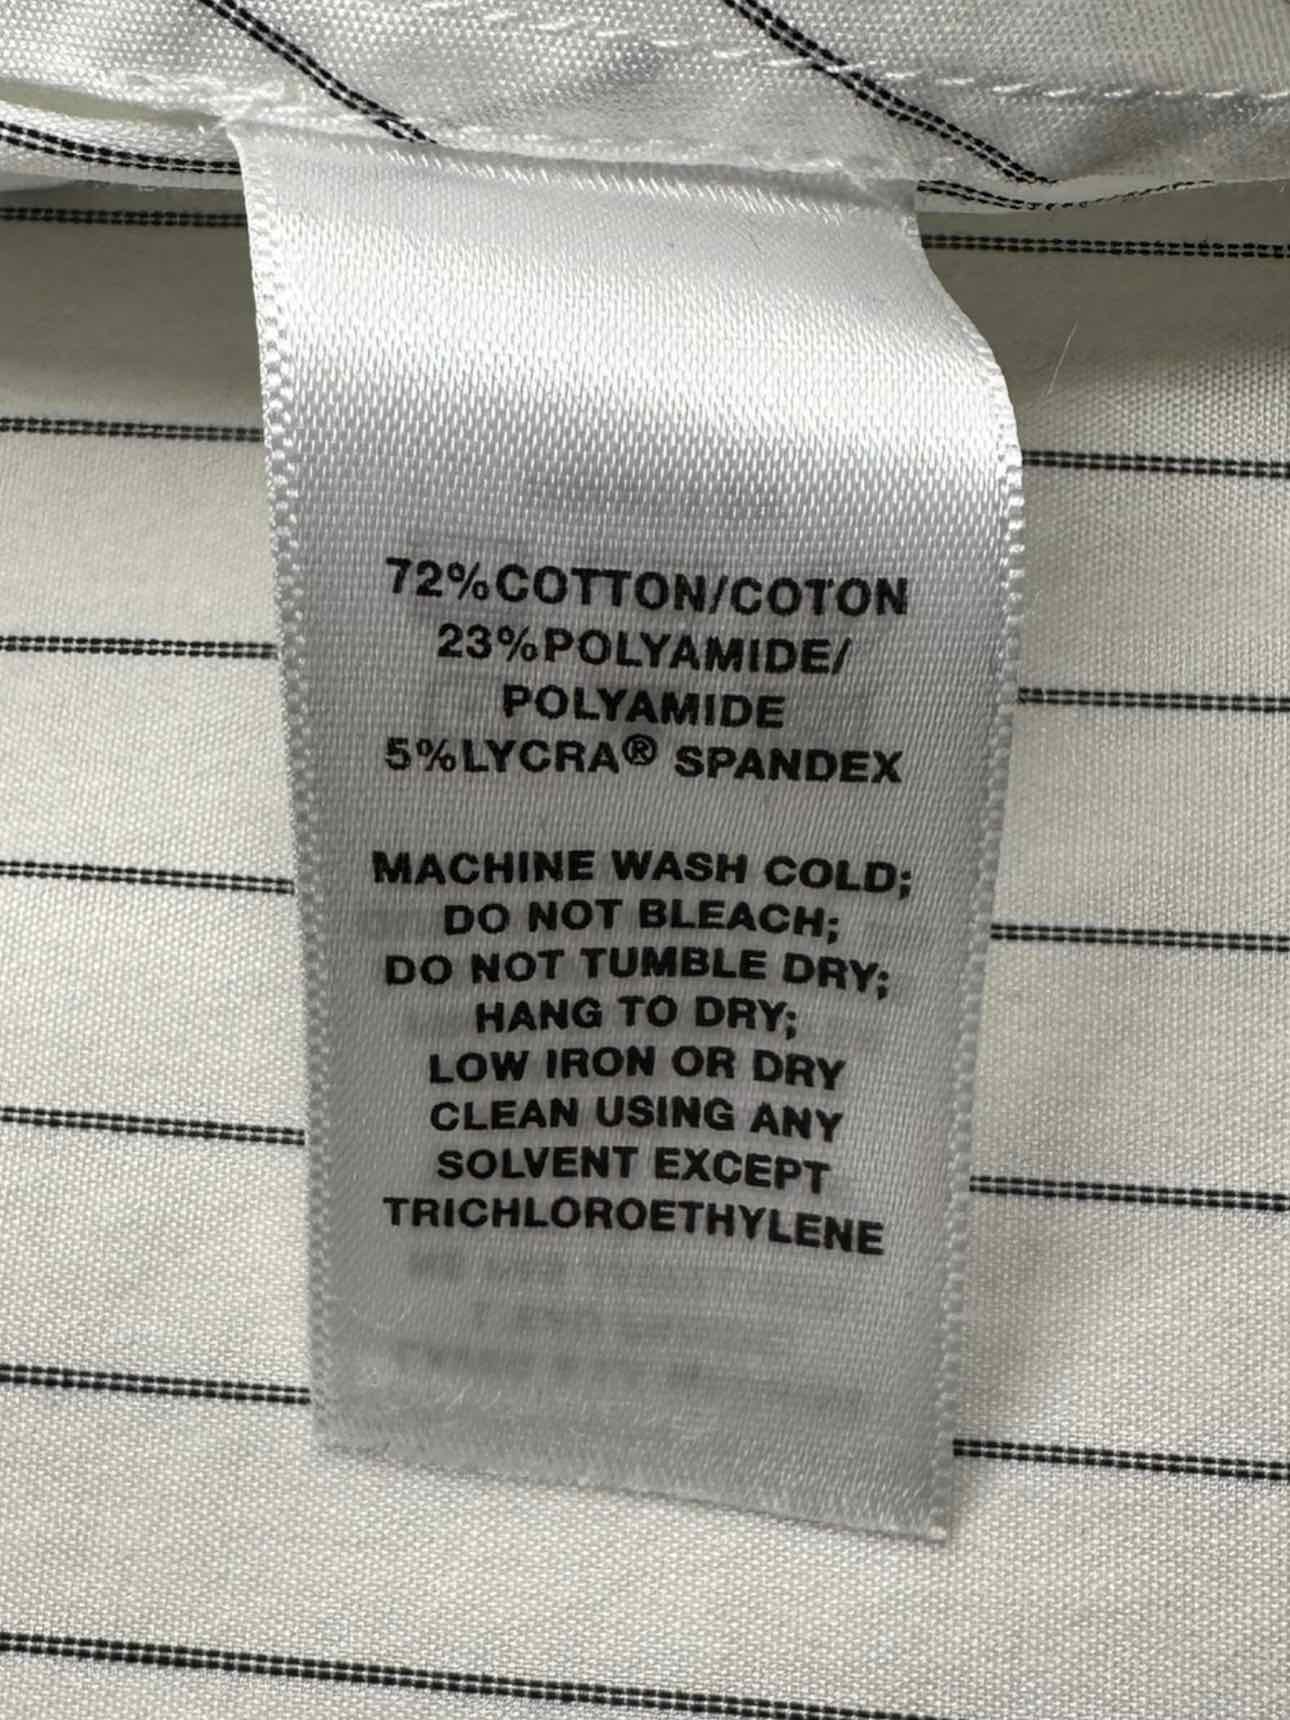 72%COTTON/COTON
23%POLYAMIDE/
POLYAMIDE
5%LYCRA® SPANDEX
MACHINE WASH COLD;
DO NOT BLEACH;
DO NOT TUMBLE DRY;
HANG TO DRY;
LOW IRON OR DRY
CLEAN USING ANY
SOLVENT EXCEPT
TRICHLOROETHYLENE